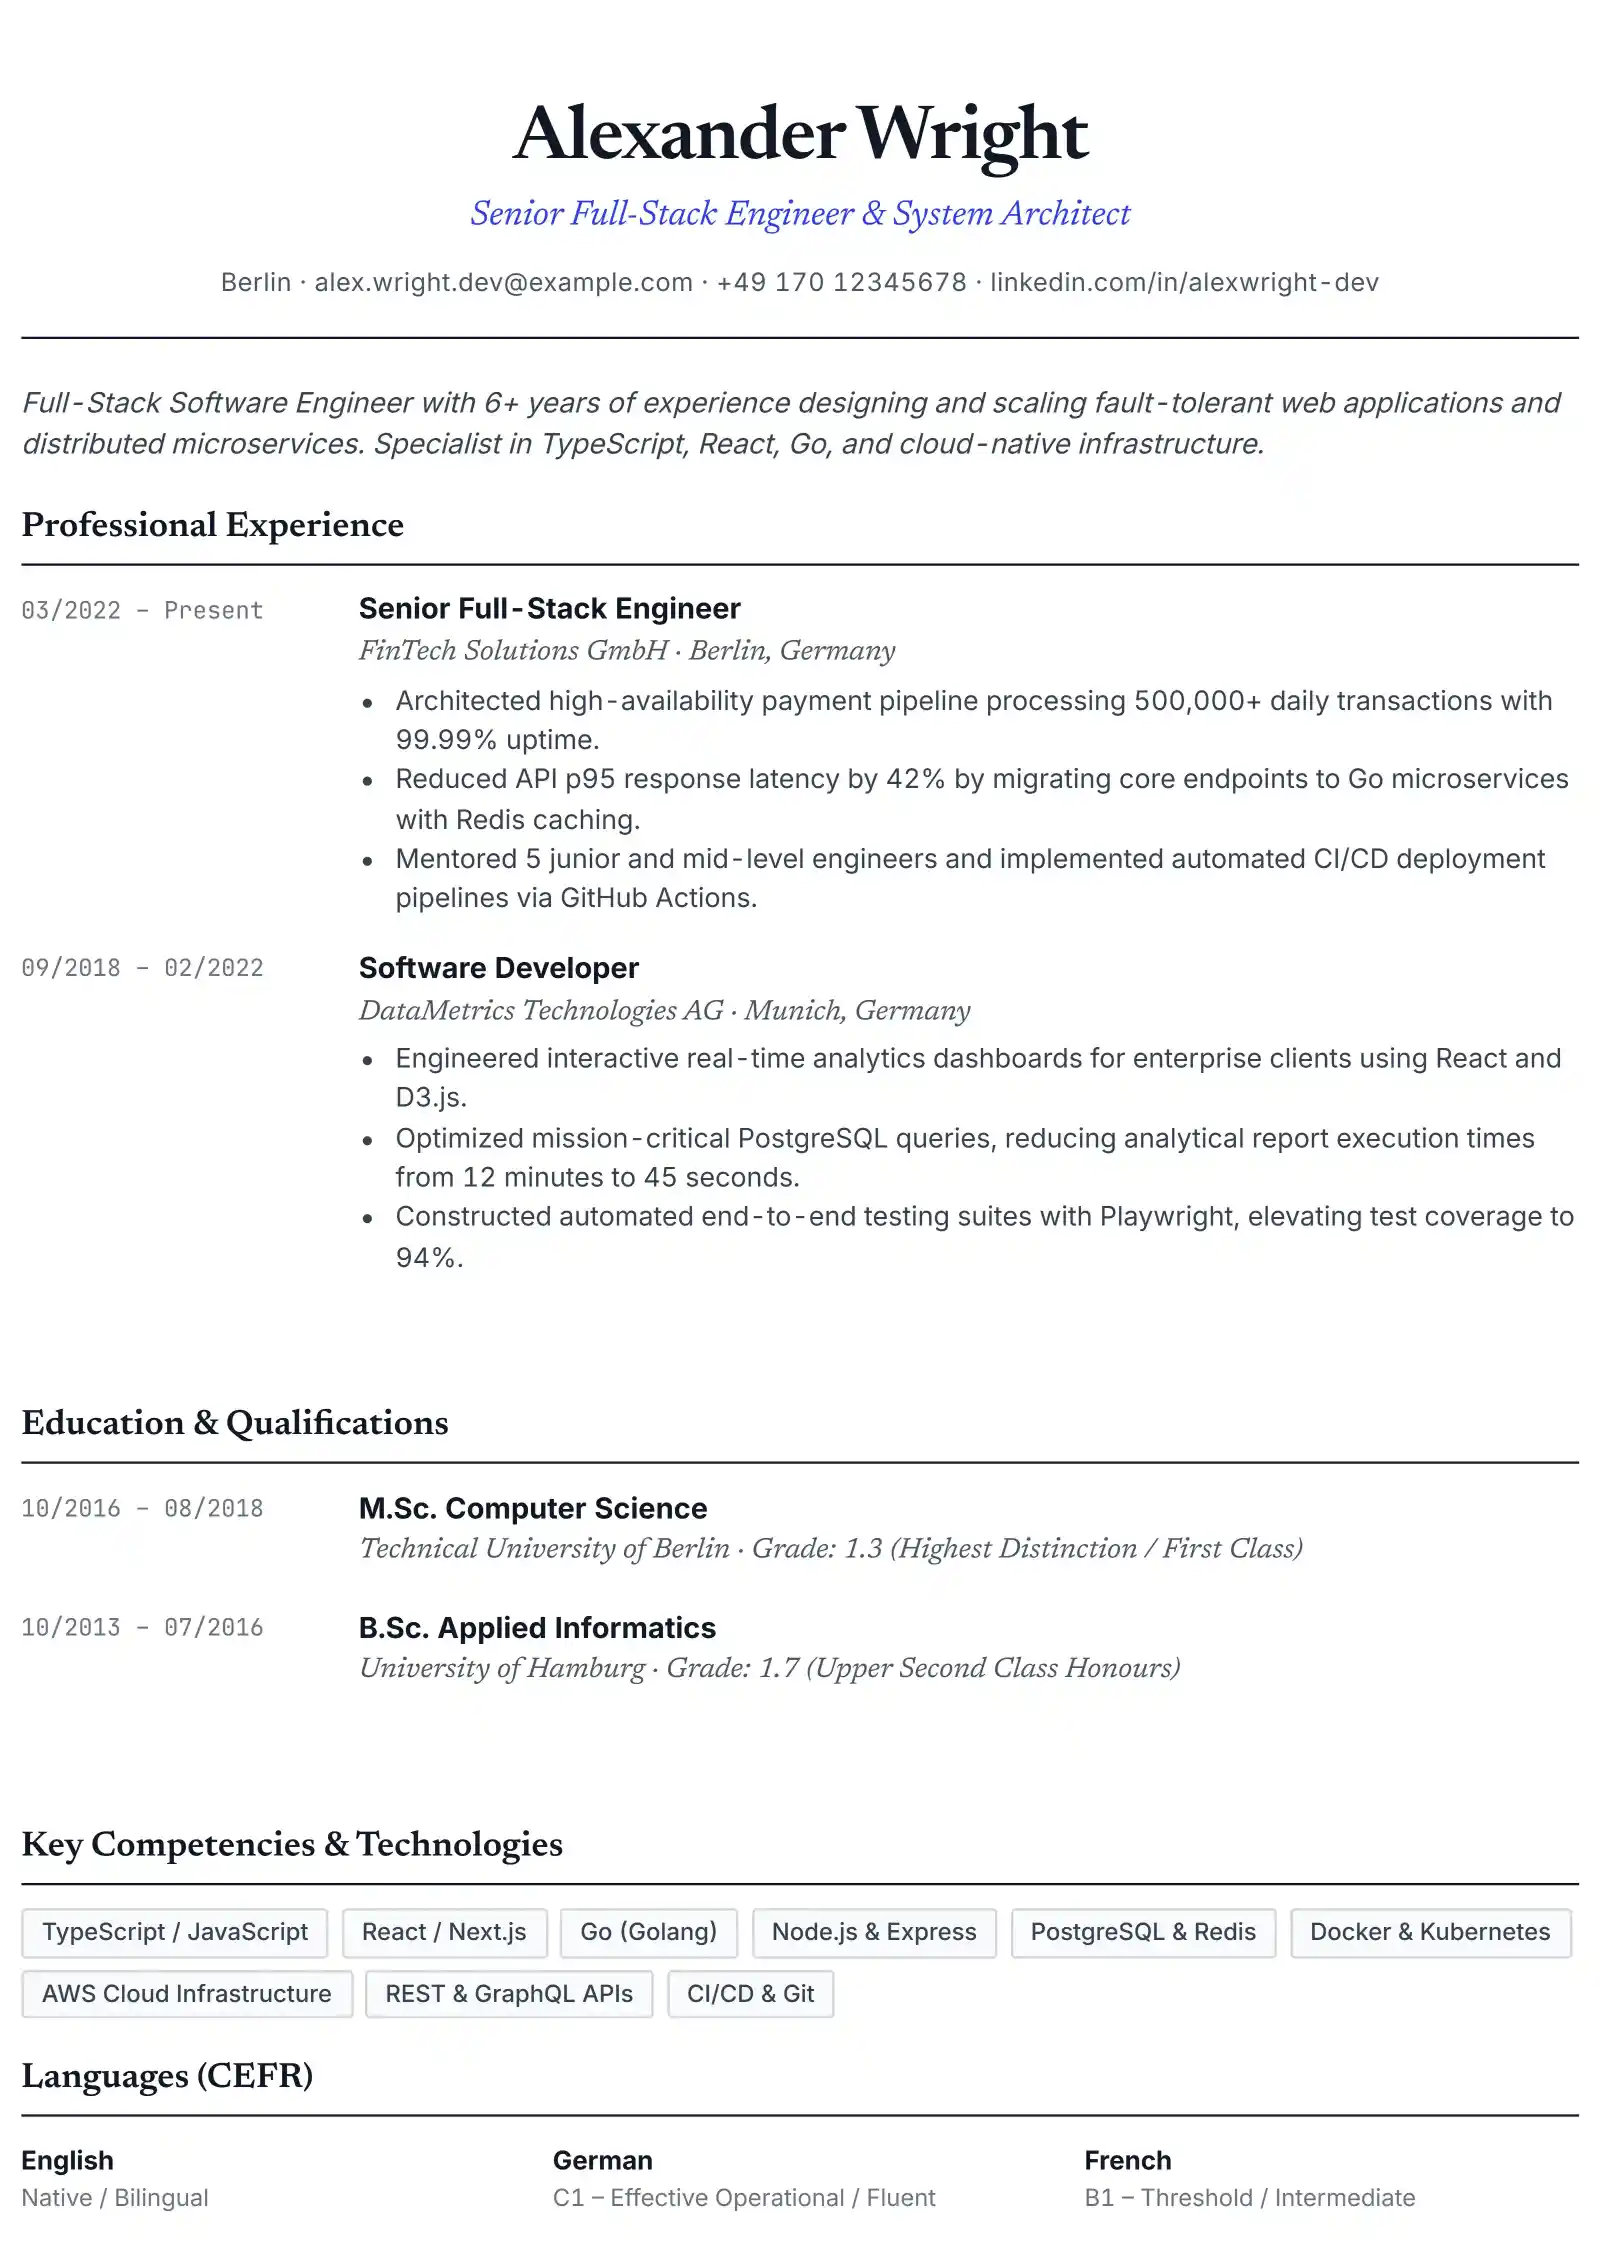 Alexander Wright
Senior Full-Stack Engineer & System Architect
Berlin · alex.wright.dev@example.com · +49 170 12345678 · linkedin.com/in/alexwright-dev
Full-Stack Software Engineer with 6+ years of experience designing and scaling fault-tolerant web applications and
distributed microservices. Specialist in TypeScript, React, Go, and cloud-native infrastructure.
Professional Experience
03/2022 – Present
Senior Full-Stack Engineer
FinTech Solutions GmbH · Berlin, Germany
• Architected high-availability payment pipeline processing 500,000+ daily transactions with
99.99% uptime.
• Reduced API p95 response latency by 42% by migrating core endpoints to Go microservices
with Redis caching.
• Mentored 5 junior and mid-level engineers and implemented automated CI/CD deployment
pipelines via GitHub Actions.
09/2018 – 02/2022
Software Developer
DataMetrics Technologies AG · Munich, Germany
• Engineered interactive real-time analytics dashboards for enterprise clients using React and
D3.js.
• Optimized mission-critical PostgreSQL queries, reducing analytical report execution times
from 12 minutes to 45 seconds.
• Constructed automated end-to-end testing suites with Playwright, elevating test coverage to
94%.
Education & Qualifications
10/2016 – 08/2018
M.Sc. Computer Science
Technical University of Berlin · Grade: 1.3 (Highest Distinction / First Class)
10/2013 – 07/2016
B.Sc. Applied Informatics
University of Hamburg · Grade: 1.7 (Upper Second Class Honours)
Key Competencies & Technologies
TypeScript / JavaScript React / Next.js Go (Golang) Node.js & Express PostgreSQL & Redis Docker & Kubernetes
AWS Cloud Infrastructure REST & GraphQL APIs CI/CD & Git
Languages (CEFR)
English German French
Native / Bilingual C1 – Effective Operational / Fluent B1 – Threshold / Intermediate